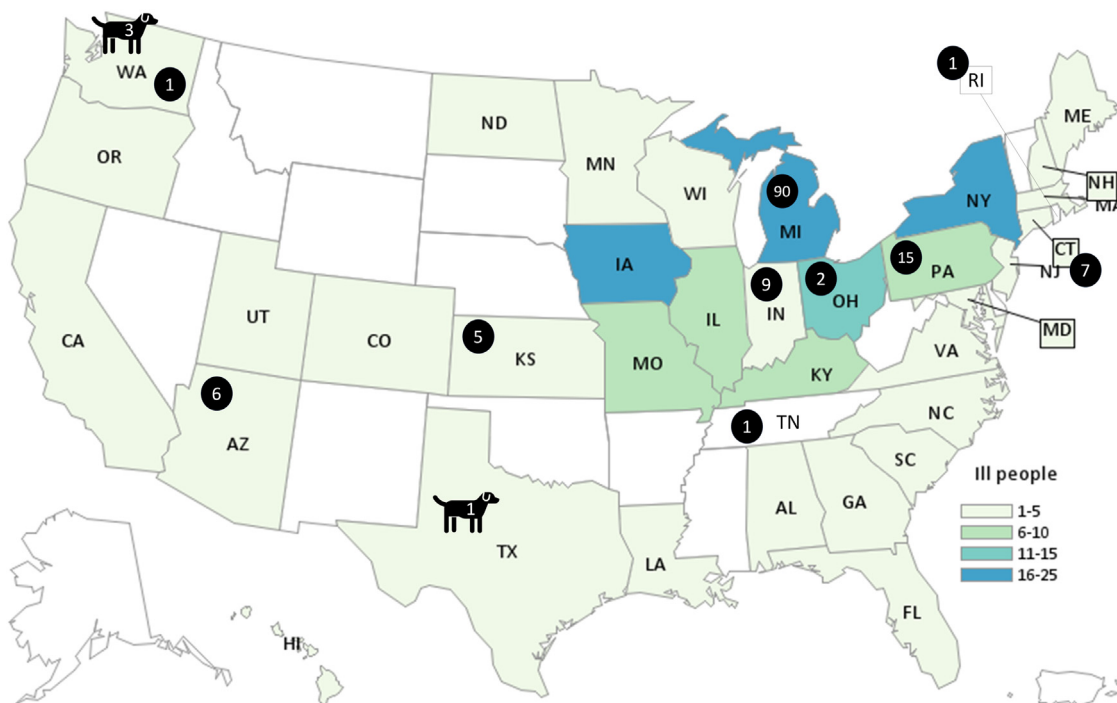 3
WA
1
1
RI
ME
ND
OR
MN
WI
NH
MA
90
NY
MI
CT
15
PA
NJ
7
IA
9
2
OH
IN
IL
UT
CO
5
KS
MO
MD
CA
VA
KY
6
AZ
1
TN
NC
SC
Ill people
1-5
6-10
11-15
16-25
1
TX
AL
GA
LA
FL
HI